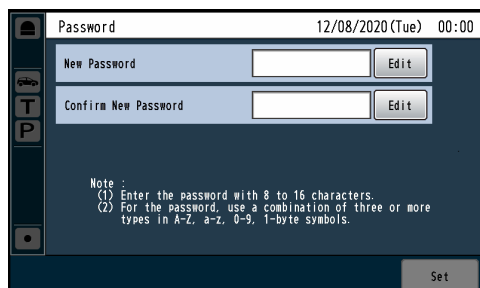 Password 12/08/2020(Tue) 00:00
New Password Edit
Confirm New Password Edit
T
P
Note :
(1) Enter the password with 8 to 16 characters.
(2) For the password, use a combination of three or more
types in A-Z, a-z, 0-9, 1-byte symbols.
Set